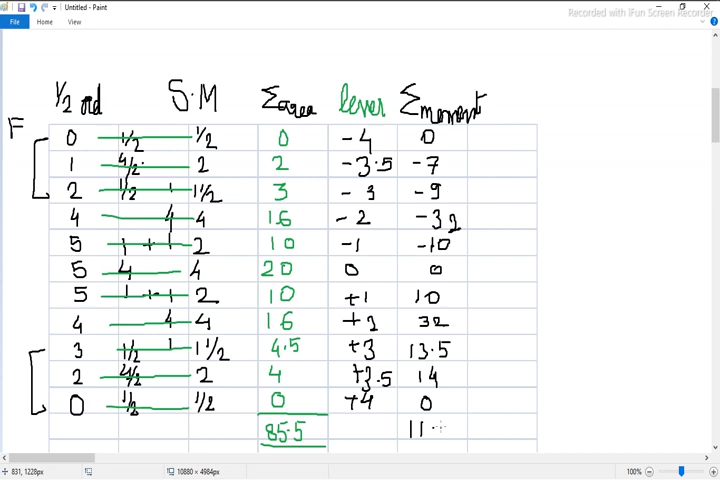 Untitled - Paint
Recorded with iFun Screen Recorder
File Home View
1/2 ord S.M Σarea lever Σmoment
F
0 1/2 1/2 0 -4 0
1 4/2 2 2 -3.5 -7
2 1/2 1 1 1/2 3 -3 -9
4 4 4 16 -2 -32
5 1 + 1 2 10 -1 -10
5 4 4 20 0 0
5 1 + 1 2 10 +1 10
4 4 4 16 +2 32
3 1/2 1 1 1/2 4.5 +3 13.5
2 4/2 2 4 +3.5 14
0 1/2 1/2 0 +4 0
85.5 11.
831, 1228px 10880 × 4984px 100%